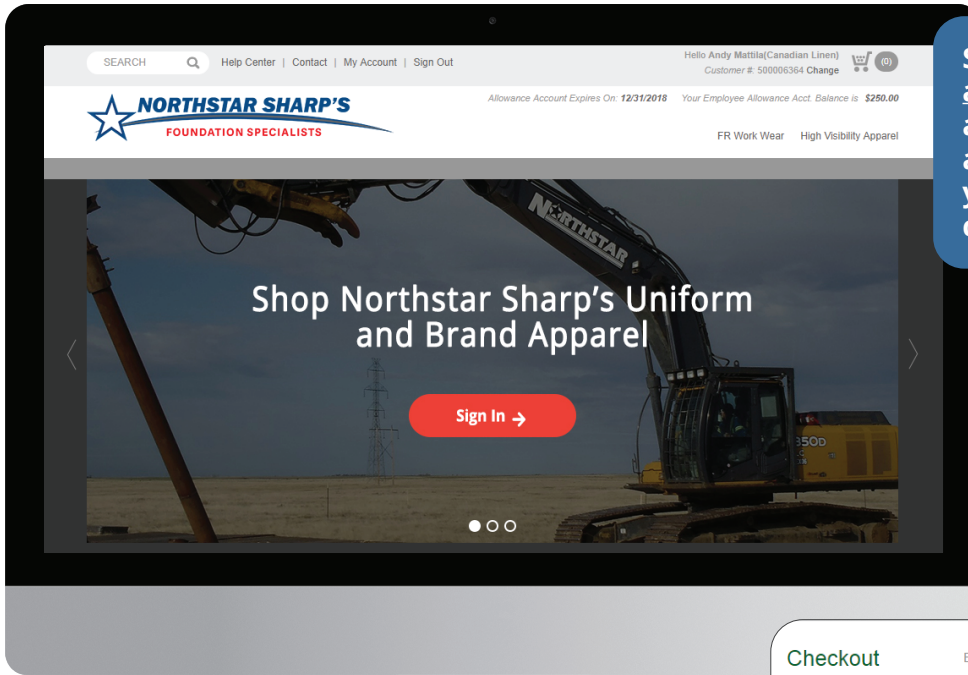 SEARCH
Help Center | Contact | My Account | Sign Out
Hello Andy Mattila(Canadian Linen)
Customer #: 500006364 Change
(0)
NORTHSTAR SHARP'S
FOUNDATION SPECIALISTS
Allowance Account Expires On: 12/31/2018 Your Employee Allowance Acct. Balance is $250.00
FR Work Wear High Visibility Apparel
NORTHSTAR
Shop Northstar Sharp's Uniform
and Brand Apparel
Sign In
350D
Checkout